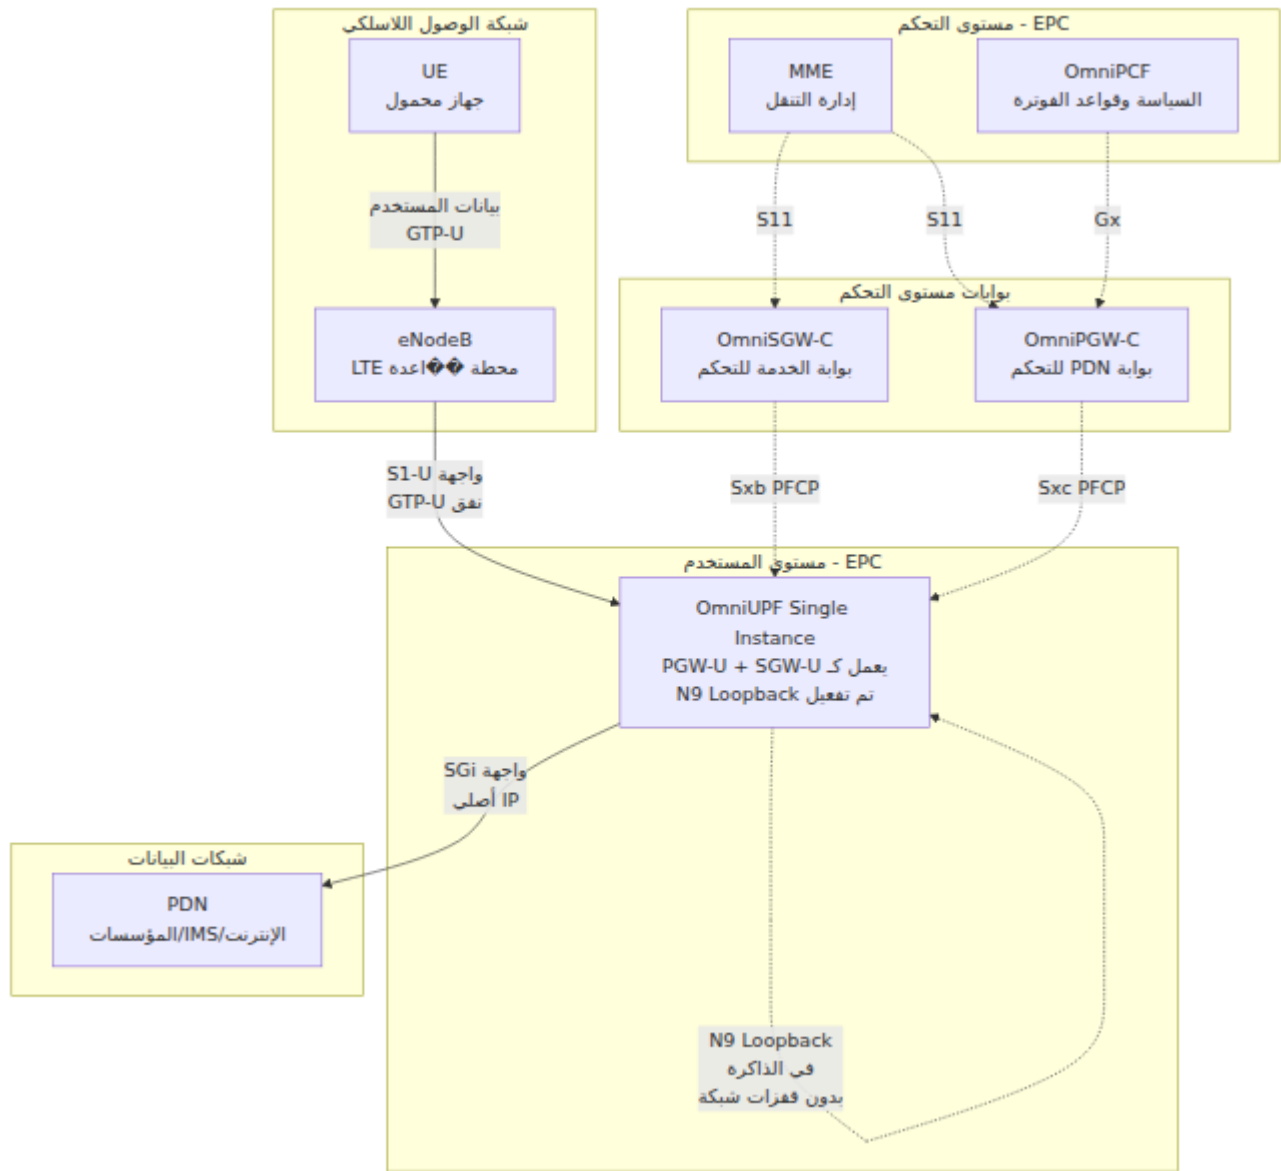 شبكة الوصول اللاسلكي
UE
جهاز محمول
بيانات المستخدم
GTP-U
eNodeB
محطة ��اعدة LTE
EPC - مستوى التحكم
MME
إدارة التنقل
OmniPCF
السياسة وقواعد الفوترة
S11
S11
Gx
بوابات مستوى التحكم
OmniSGW-C
بوابة الخدمة للتحكم
OmniPGW-C
بوابة PDN للتحكم
واجهة S1-U
نفق GTP-U
Sxb PFCP
Sxc PFCP
EPC - مستوى المستخدم
OmniUPF Single
Instance
يعمل كـ PGW-U + SGW-U
تم تفعيل N9 Loopback
واجهة SGi
IP أصلي
شبكات البيانات
PDN
الإنترنت/IMS/المؤسسات
N9 Loopback
في الذاكرة
بدون قفزات شبكة